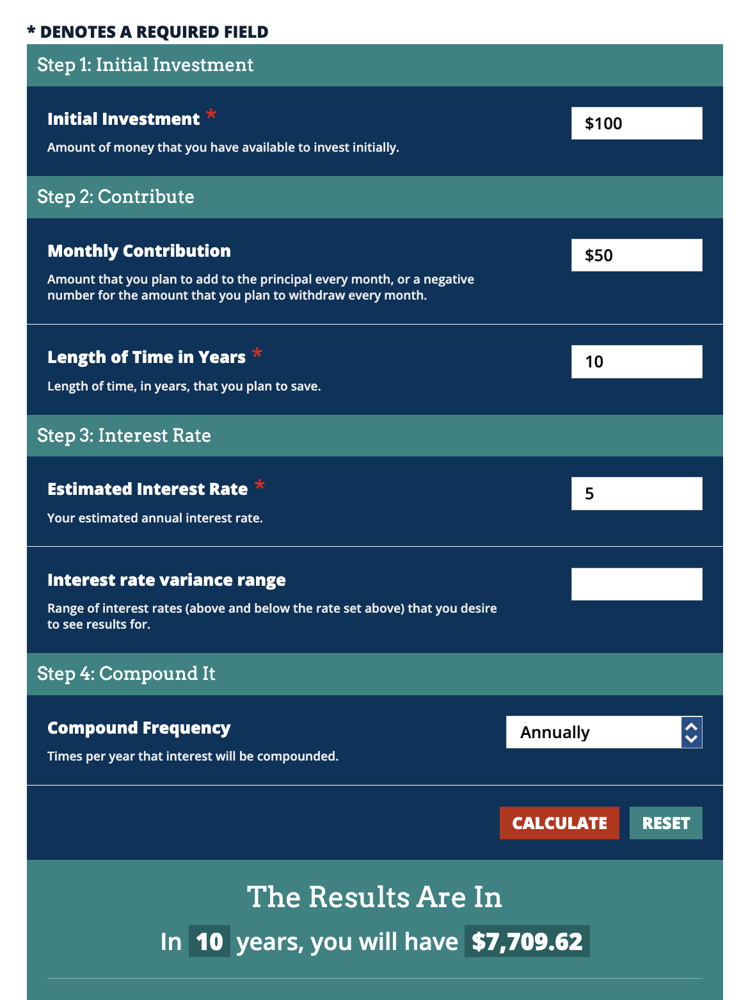 * DENOTES A REQUIRED FIELD
Step 1: Initial Investment
Initial Investment *
$100
Amount of money that you have available to invest initially.
Step 2: Contribute
Monthly Contribution
$50
Amount that you plan to add to the principal every month, or a negative
number for the amount that you plan to withdraw every month.
Length of Time in Years *
10
Length of time, in years, that you plan to save.
Step 3: Interest Rate
Estimated Interest Rate *
5
Your estimated annual interest rate.
Interest rate variance range
Range of interest rates (above and below the rate set above) that you desire
to see results for.
Step 4: Compound It
Compound Frequency
Annually
Times per year that interest will be compounded.
CALCULATE RESET
The Results Are In
In 10 years, you will have $7,709.62